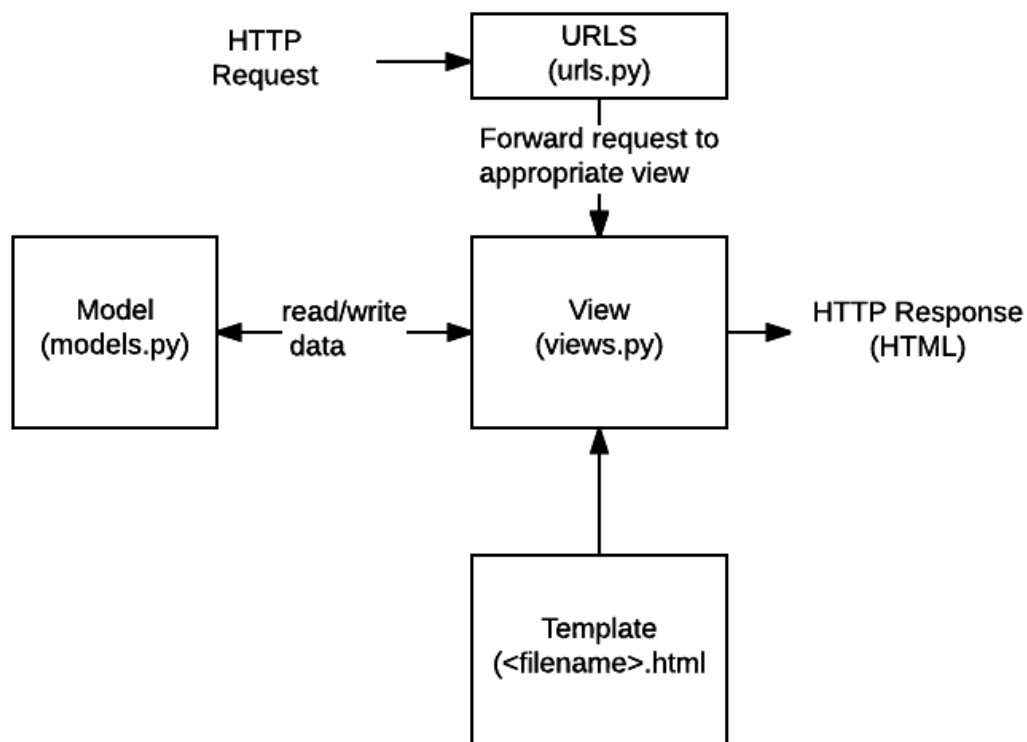 HTTP
Request
URLS
(urls.py)
Forward request to
appropriate view
Model
(models.py)
read/write
data
View
(views.py)
HTTP Response
(HTML)
Template
(<filename>.html